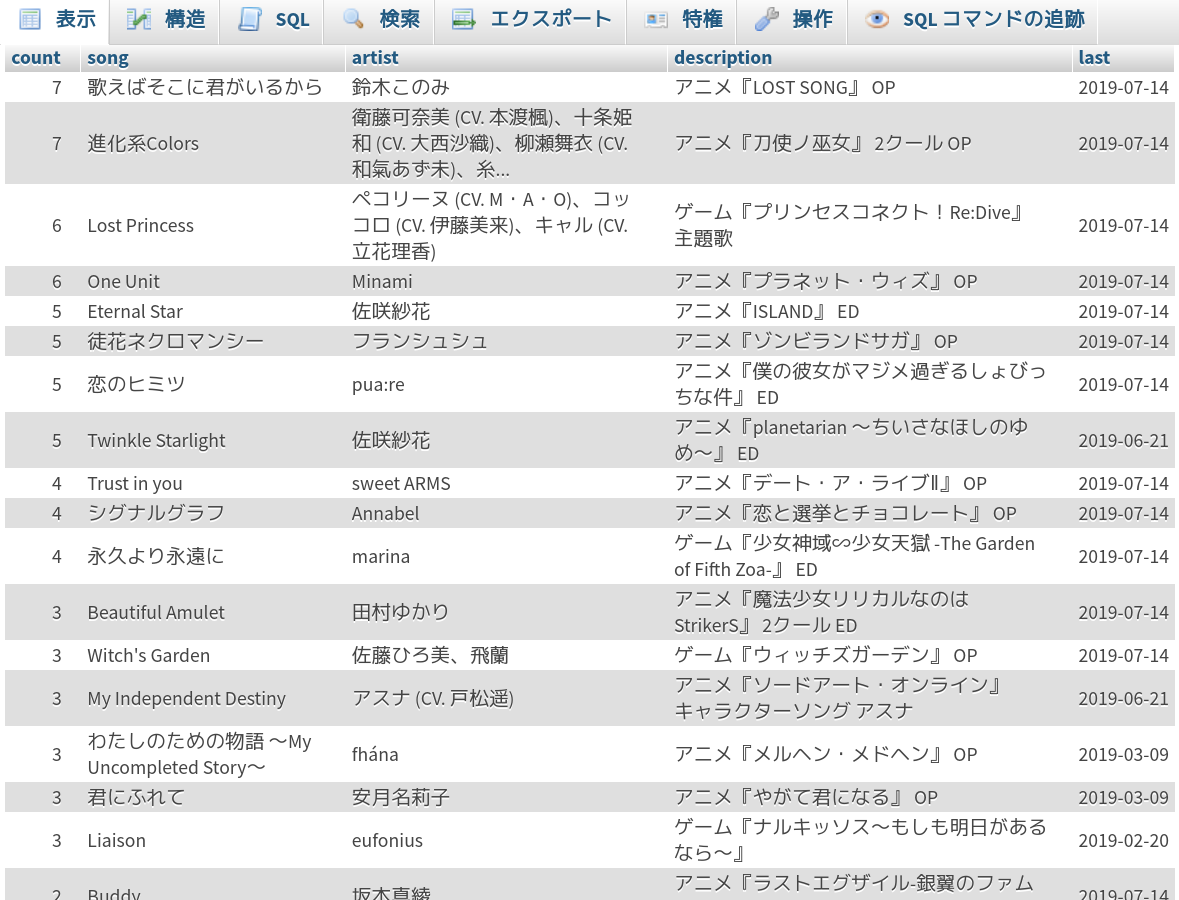 表示 構造 SQL 検索 エクスポート 特権 操作 SQL コマンドの追跡
count song artist description last
7 歌えばそこに君がいるから 鈴木このみ アニメ『LOST SONG』 OP 2019-07-14
衛藤可奈美 (CV. 本渡楓)、十条姫
7 進化系Colors 和 (CV. 大西沙織)、柳瀬舞衣 (CV. アニメ『刀使ノ巫女』 2クール OP 2019-07-14
和氣あず未)、糸...
ペコリーヌ (CV. M・A・O)、コッ
ゲーム『プリンセスコネクト！Re:Dive』
6 Lost Princess コロ (CV. 伊藤美来)、キャル (CV. 2019-07-14
主題歌
立花理香)
6 One Unit Minami アニメ『プラネット・ウィズ』 OP 2019-07-14
5 Eternal Star 佐咲紗花 アニメ『ISLAND』 ED 2019-07-14
5 徒花ネクロマンシー フランシュシュ アニメ『ゾンビランドサガ』 OP 2019-07-14
アニメ『僕の彼女がマジメ過ぎるしょびっ
5 恋のヒミツ pua:re 2019-07-14
ちな件』 ED
アニメ『planetarian 〜ちいさなほしのゆ
5 Twinkle Starlight 佐咲紗花 2019-06-21
め〜』 ED
4 Trust in you sweet ARMS アニメ『デート・ア・ライブⅡ』 OP 2019-07-14
4 シグナルグラフ Annabel アニメ『恋と選挙とチョコレート』 OP 2019-07-14
ゲーム『少女神域∽少女天獄 -The Garden
4 永久より永遠に marina 2019-07-14
of Fifth Zoa-』 ED
アニメ『魔法少女リリカルなのは
3 Beautiful Amulet 田村ゆかり 2019-07-14
StrikerS』 2クール ED
3 Witch's Garden 佐藤ひろ美、飛蘭 ゲーム『ウィッチズガーデン』 OP 2019-07-14
アニメ『ソードアート・オンライン』
3 My Independent Destiny アスナ (CV. 戸松遥) 2019-06-21
キャラクターソング アスナ
わたしのための物語 〜My
3 fhána アニメ『メルヘン・メドヘン』 OP 2019-03-09
Uncompleted Story〜
3 君にふれて 安月名莉子 アニメ『やがて君になる』 OP 2019-03-09
ゲーム『ナルキッソス〜もしも明日がある
3 Liaison eufonius 2019-02-20
なら〜』
アニメ『ラストエグザイル-銀翼のファム
2 Buddy 坂本真綾 2019-07-14